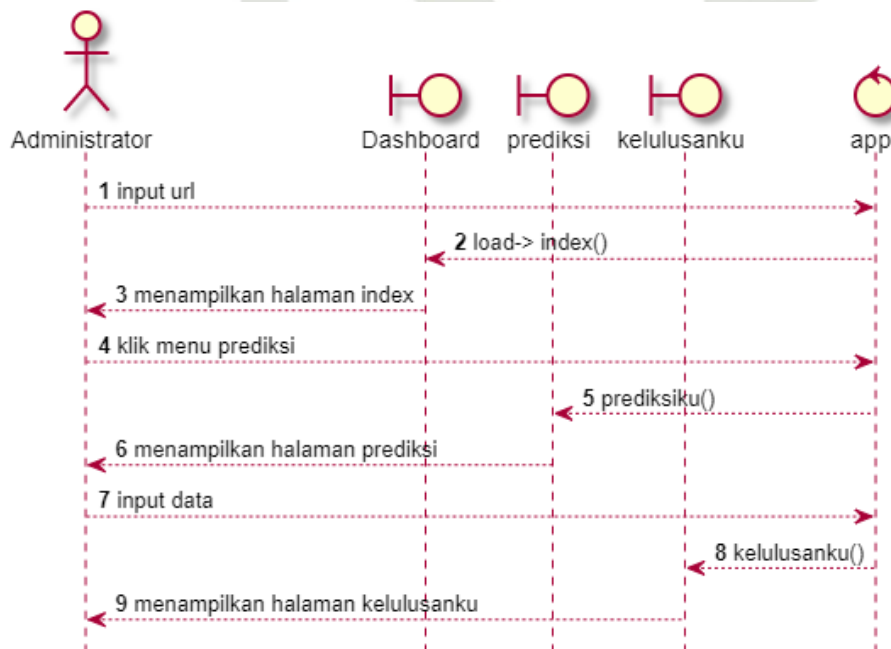 Administrator Dashboard prediksi kelulusanku app
1 input url
2 load-> index()
3 menampilkan halaman index
4 klik menu prediksi
5 prediksiku()
6 menampilkan halaman prediksi
7 input data
8 kelulusanku()
9 menampilkan halaman kelulusanku